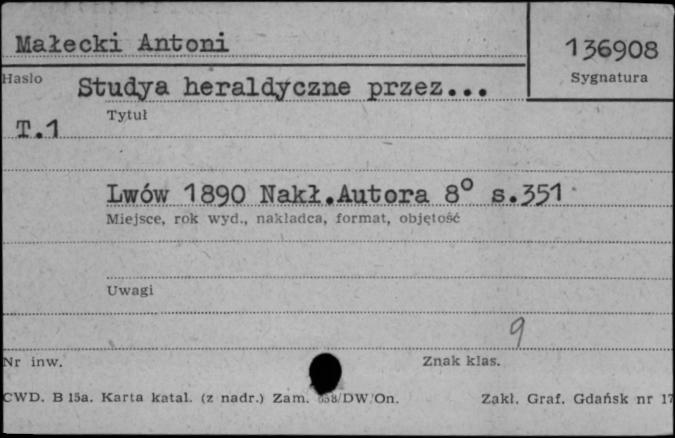 Małecki Antoni
136908
Hasło
Sygnatura
Studya heraldyczne przez...
Tytuł
T.1
Lwów 1890 Nakł.Autora 8° s.351
Miejsce, rok wyd., nakładca, format, objętość
Uwagi
9
Nr inw.
Znak klas.
CWD. B 15a. Karta katal. (z nadr.) Zam. /DW/On.
Zakł. Graf. Gdańsk nr 17